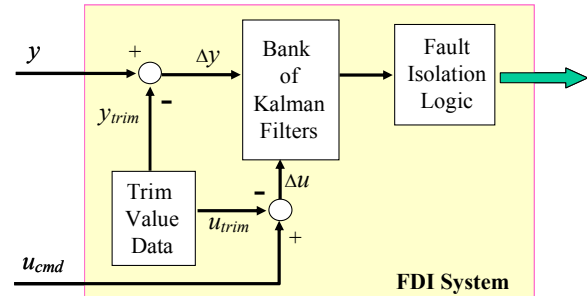 y
+
Δy
-
y_trim
Bank
of
Kalman
Filters
Fault
Isolation
Logic
Trim
Value
Data
u_trim
-
Δu
+
u_cmd
FDI System